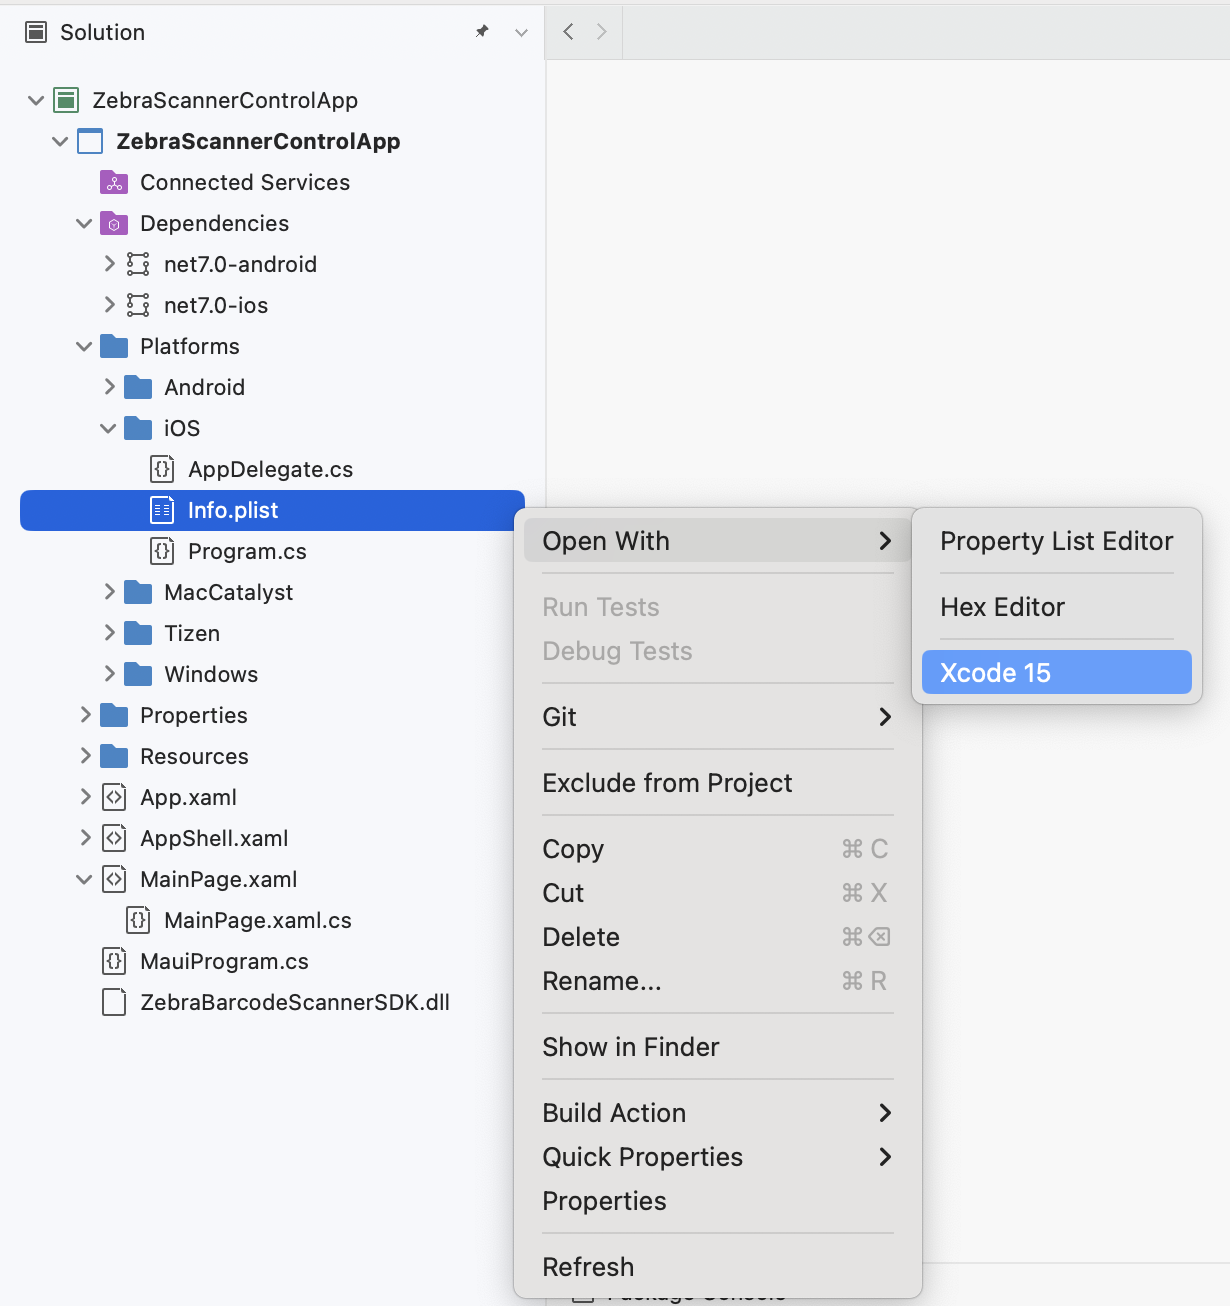 Solution
ZebraScannerControlApp
ZebraScannerControlApp
Connected Services
Dependencies
net7.0-android
net7.0-ios
Platforms
Android
iOS
AppDelegate.cs
Info.plist
Program.cs
MacCatalyst
Tizen
Windows
Properties
Resources
App.xaml
AppShell.xaml
MainPage.xaml
MainPage.xaml.cs
MauiProgram.cs
ZebraBarcodeScannerSDK.dll
Open With
Run Tests
Debug Tests
Git
Exclude from Project
Copy ⌘ C
Cut ⌘ X
Delete ⌘⌫
Rename... ⌘ R
Show in Finder
Build Action
Quick Properties
Properties
Refresh
Property List Editor
Hex Editor
Xcode 15